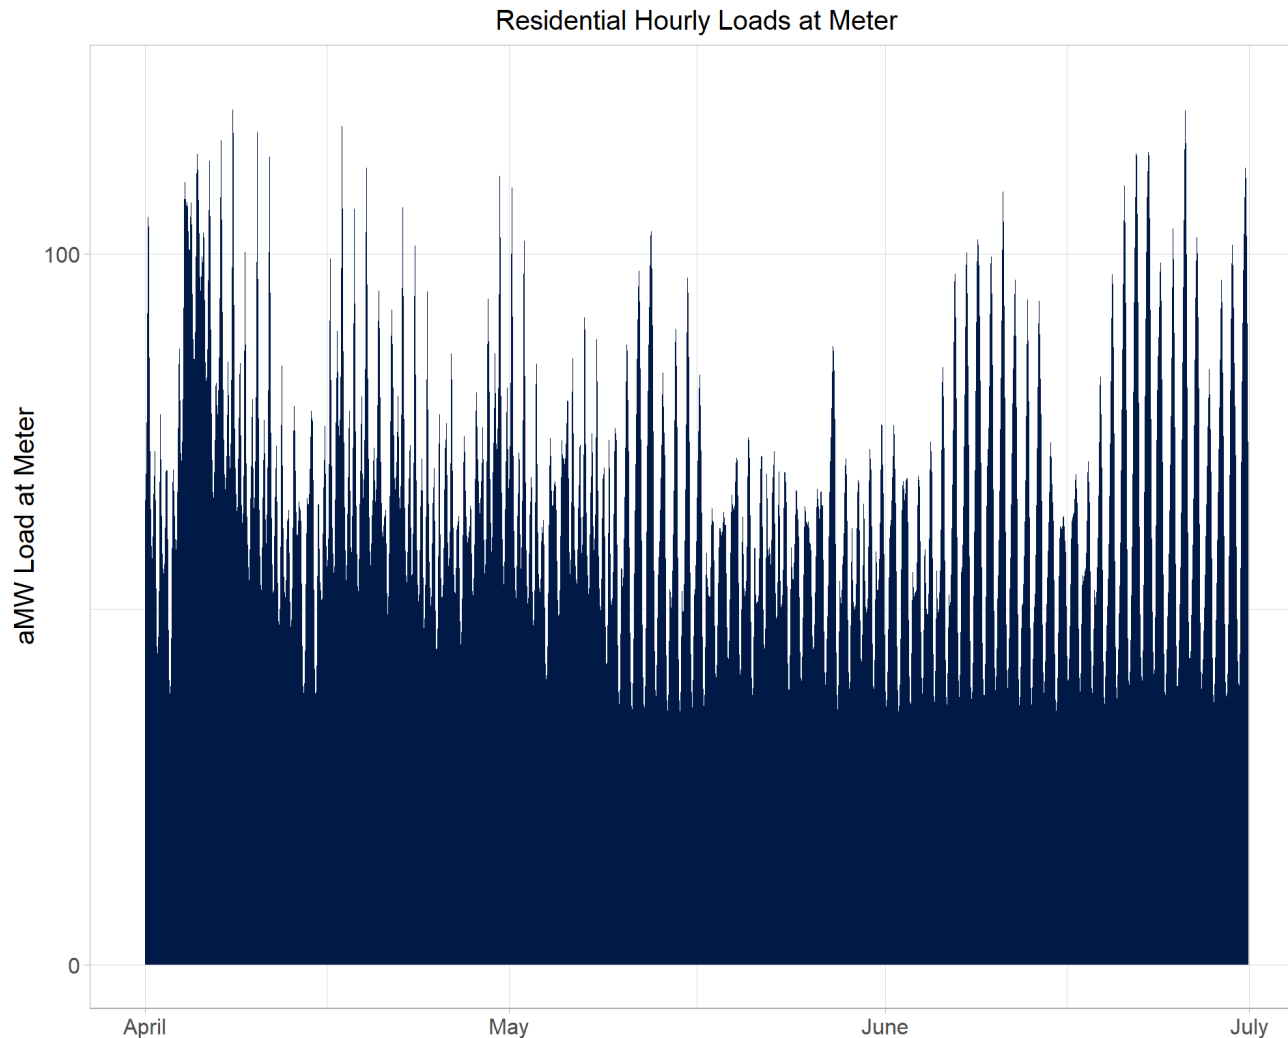 Residential Hourly Loads at Meter
aMW Load at Meter
100
0
April
May
June
July